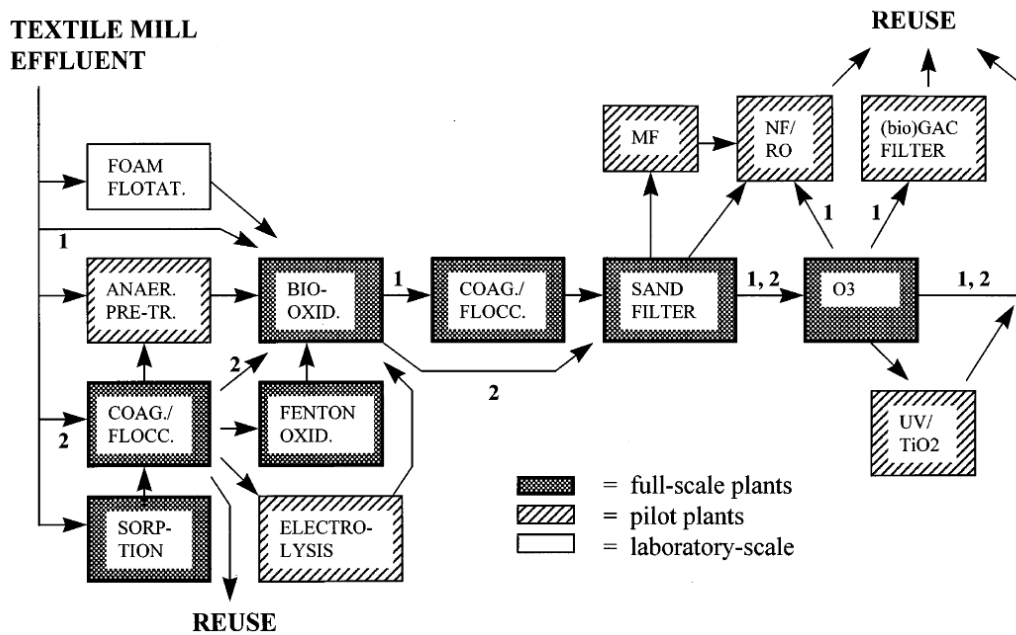 TEXTILE MILL
EFFLUENT
REUSE
FOAM
FLOTAT.
MF
NF/
RO
(bio)GAC
FILTER
1
1
1
ANAER.
PRE-TR.
BIO-
OXID.
1
COAG./
FLOCC.
SAND
FILTER
1, 2
O3
1, 2
2
2
COAG./
FLOCC.
2
FENTON
OXID.
UV/
TiO2
SORP-
TION
ELECTRO-
LYSIS
= full-scale plants
= pilot plants
= laboratory-scale
REUSE